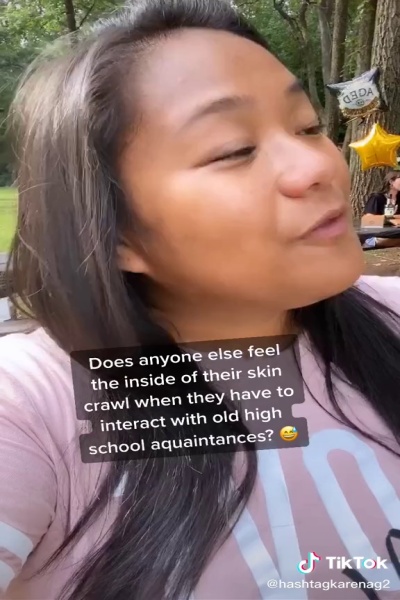 AGED
Does anyone else feel
the inside of their skin
crawl when they have to
interact with old high
school aquaintances? 😅
TikTok
@hashtagkarenag2